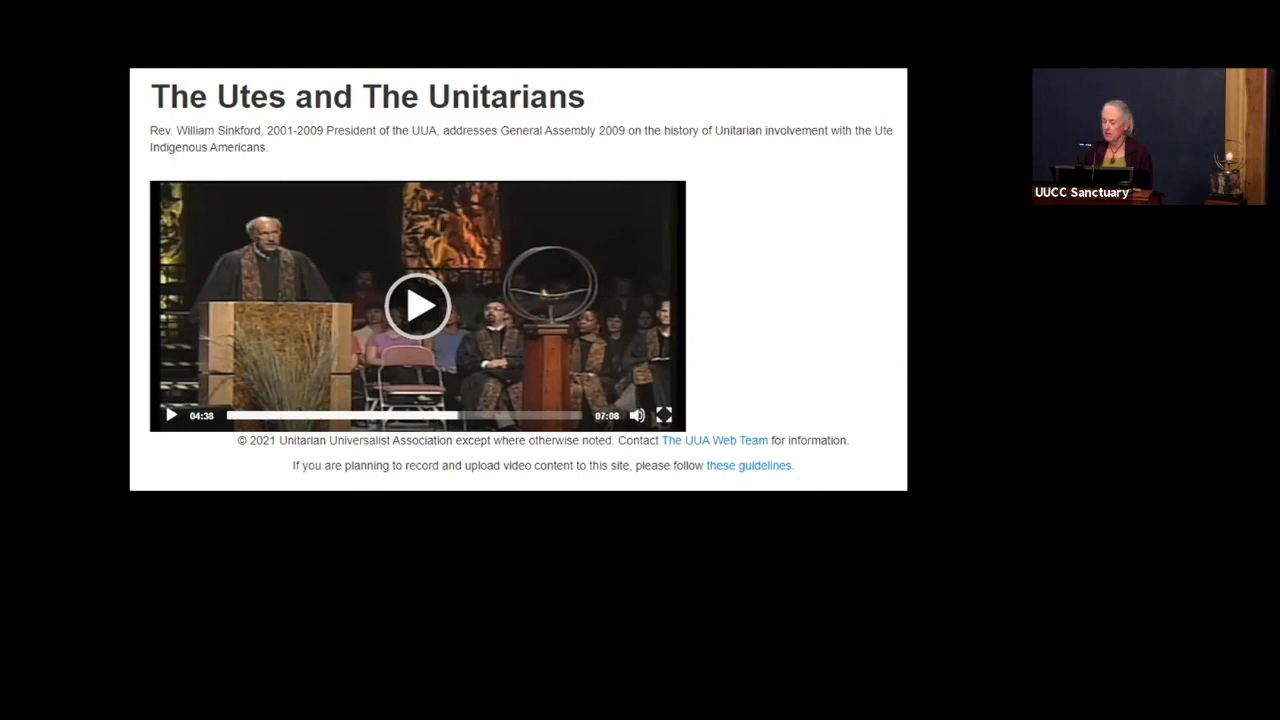 The Utes and The Unitarians
Rev. William Sinkford, 2001-2009 President of the UUA, addresses General Assembly 2009 on the history of Unitarian involvement with the Ute
Indigenous Americans.
UUCC Sanctuary
04:38
07:08
© 2021 Unitarian Universalist Association except where otherwise noted. Contact The UUA Web Team for information.
If you are planning to record and upload video content to this site, please follow these guidelines.